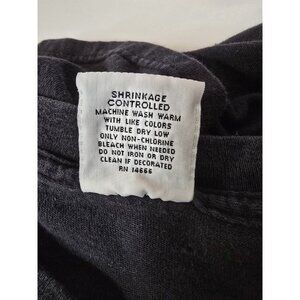 SHRINKAGE
CONTROLLED
MACHINE WASH WARM
WITH LIKE COLORS
TUMBLE DRY LOW
ONLY NON-CHLORINE
BLEACH WHEN NEEDED
DO NOT IRON OR DRY
CLEAN IF DECORATED
RN 14666